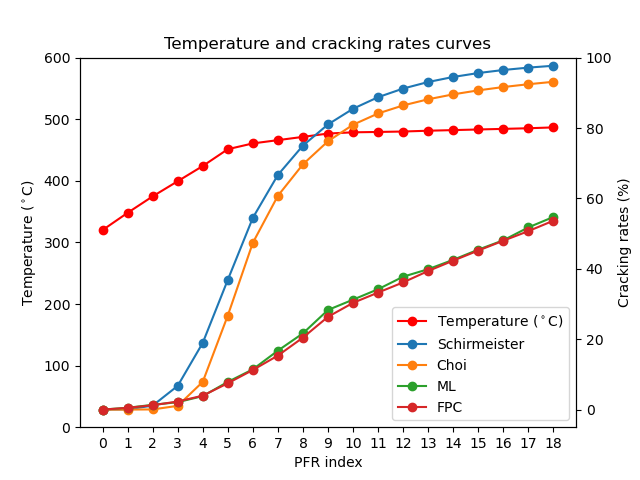 Temperature and cracking rates curves
600
500
400
300
200
100
0
Temperature (°C)
100
80
60
40
20
0
Cracking rates (%)
Temperature (°C)
Schirmeister
Choi
ML
FPC
0 1 2 3 4 5 6 7 8 9 10 11 12 13 14 15 16 17 18
PFR index